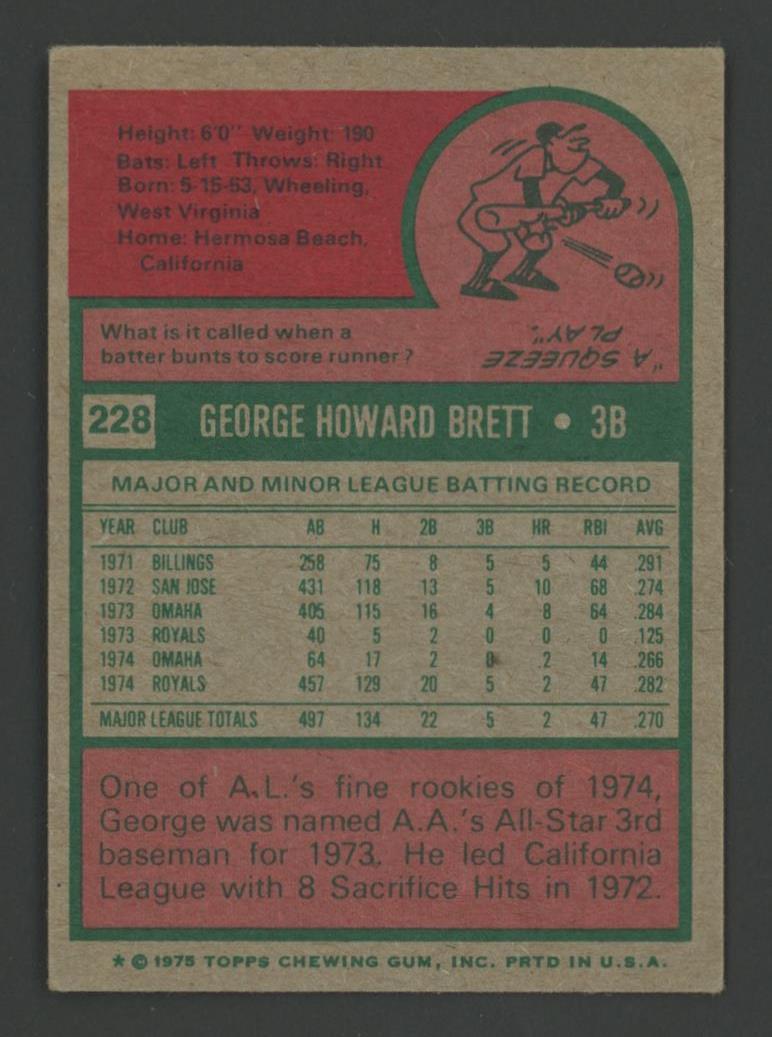 Height: 6'0" Weight: 190
Bats: Left Throws: Right
Born: 5-15-53, Wheeling,
West Virginia
Home: Hermosa Beach,
California
What is it called when a
batter bunts to score runner?
"A SQUEEZE
PLAY".
228 GEORGE HOWARD BRETT • 3B
MAJOR AND MINOR LEAGUE BATTING RECORD
YEAR CLUB AB H 2B 3B HR RBI AVG
1971 BILLINGS 258 75 8 5 5 44 .291
1972 SAN JOSE 431 118 13 5 10 68 .274
1973 OMAHA 405 115 16 4 8 64 .284
1973 ROYALS 40 5 2 0 0 0 .125
1974 OMAHA 64 17 2 0 2 14 .266
1974 ROYALS 457 129 20 5 2 47 .282
MAJOR LEAGUE TOTALS 497 134 22 5 2 47 .270
One of A.L.'s fine rookies of 1974,
George was named A.A.'s All-Star 3rd
baseman for 1973. He led California
League with 8 Sacrifice Hits in 1972.
* © 1975 TOPPS CHEWING GUM, INC. PRTD IN U.S.A.